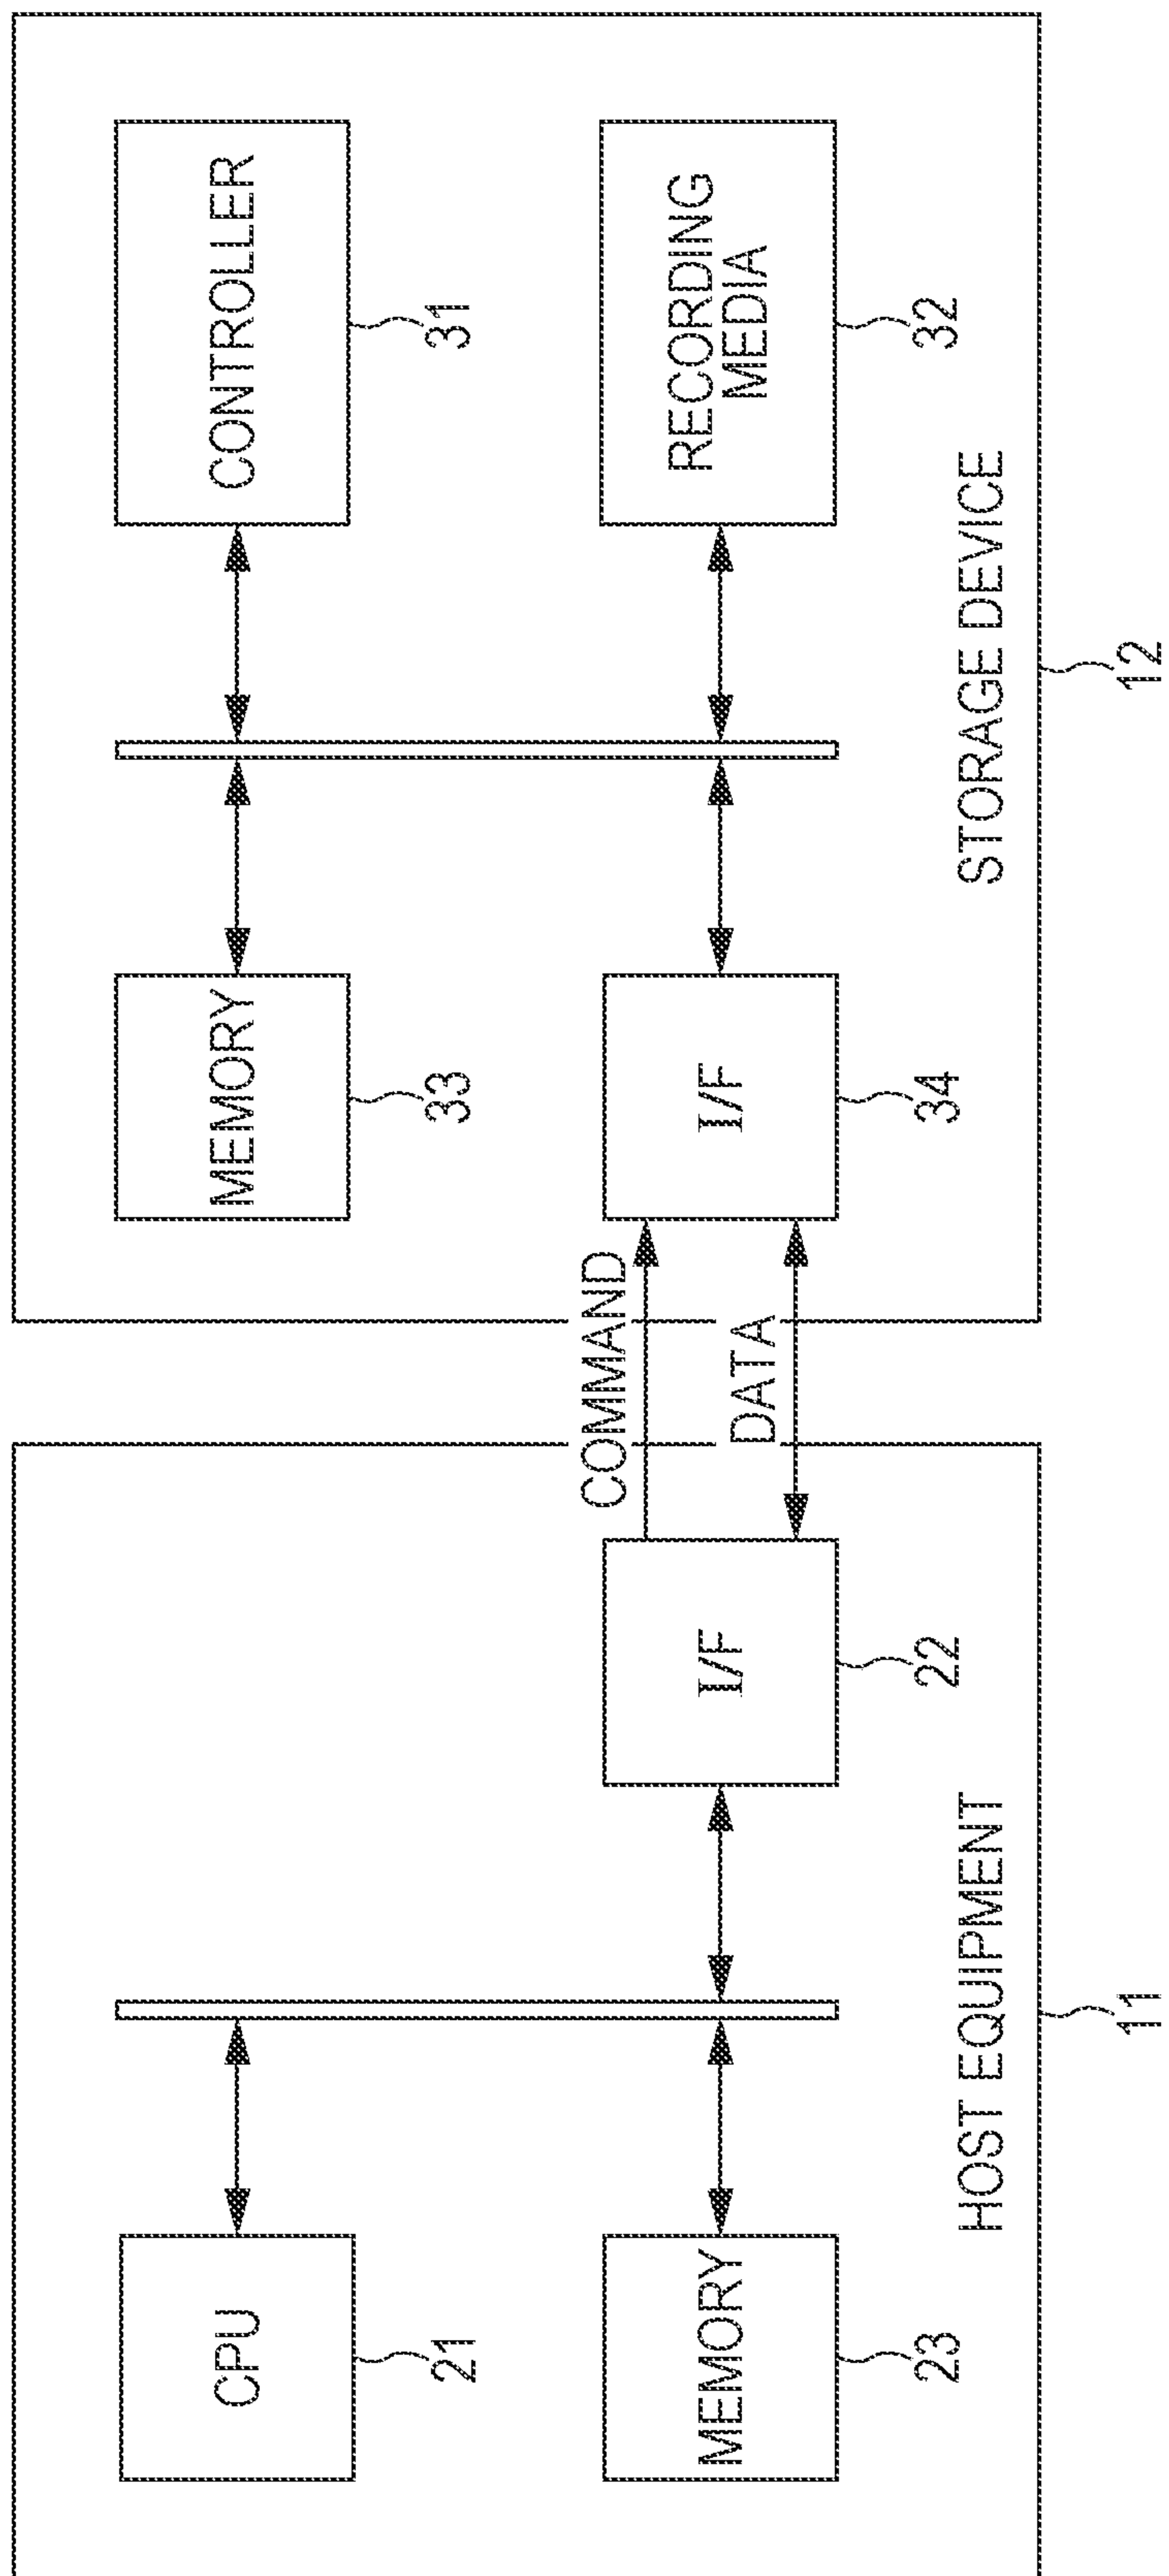 CPU
21
MEMORY
23
I/F
22
HOST EQUIPMENT
11
COMMAND
DATA
MEMORY
33
CONTROLLER
31
I/F
34
RECORDING
MEDIA
32
STORAGE DEVICE
12